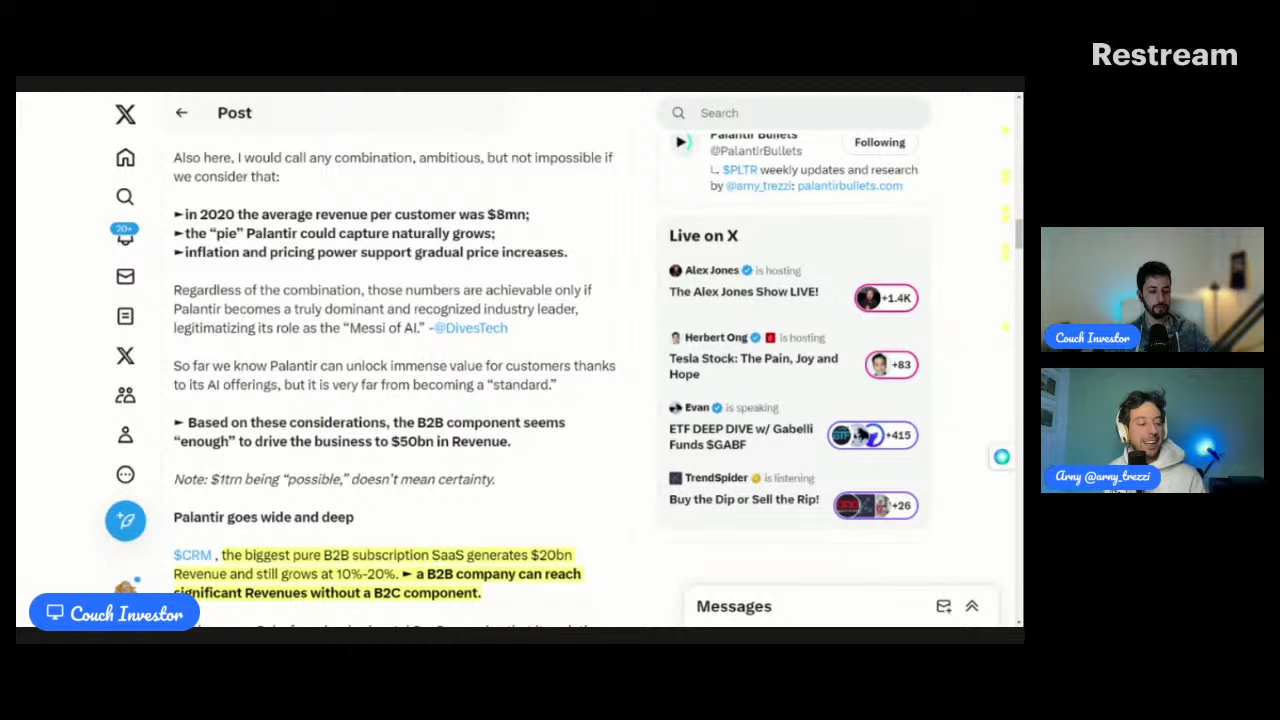 Restream
Post
Search
Also here, I would call any combination, ambitious, but not impossible if
we consider that:
►in 2020 the average revenue per customer was $8mn;
►the “pie” Palantir could capture naturally grows;
►inflation and pricing power support gradual price increases.
Regardless of the combination, those numbers are achievable only if
Palantir becomes a truly dominant and recognized industry leader,
legitimatizing its role as the “Messi of AI.” -@DivesTech
So far we know Palantir can unlock immense value for customers thanks
to its AI offerings, but it is very far from becoming a “standard.”
► Based on these considerations, the B2B component seems
“enough” to drive the business to $50bn in Revenue.
Note: $1trn being “possible,” doesn’t mean certainty.
Palantir goes wide and deep
$CRM , the biggest pure B2B subscription SaaS generates $20bn
Revenue and still grows at 10%-20%. ► a B2B company can reach
significant Revenues without a B2C component.
20+
Palantir Bullets
@PalantirBullets
Following
↳ $PLTR weekly updates and research
by @arny_trezzi: palantirbullets.com
Live on X
Alex Jones is hosting
The Alex Jones Show LIVE!
+1.4K
Herbert Ong is hosting
Tesla Stock: The Pain, Joy and
Hope
+83
Evan is speaking
ETF DEEP DIVE w/ Gabelli
Funds $GABF
+415
TrendSpider is listening
Buy the Dip or Sell the Rip!
+26
Messages
Couch Investor
Couch Investor
Arny @arny_trezzi